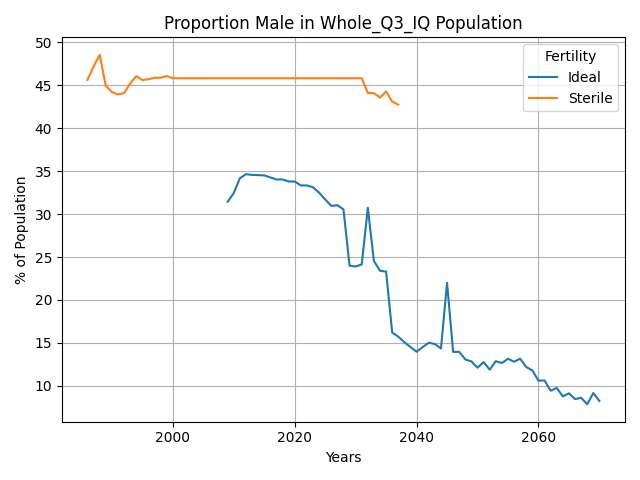 Proportion Male in Whole_Q3_IQ Population
Fertility
Ideal
Sterile
% of Population
50
45
40
35
30
25
20
15
10
2000
2020
2040
2060
Years